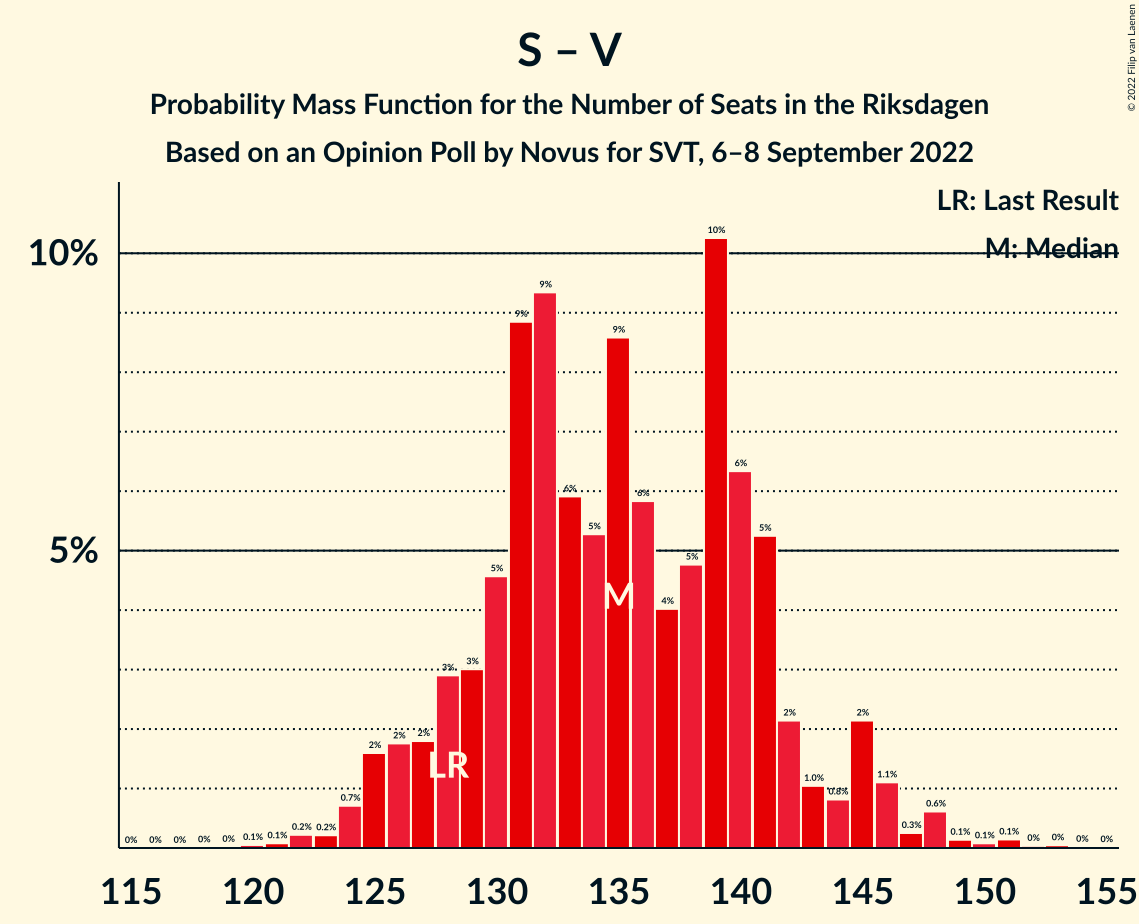 S – V
Probability Mass Function for the Number of Seats in the Riksdagen
Based on an Opinion Poll by Novus for SVT, 6–8 September 2022
© 2022 Filip van Laenen
LR: Last Result
M: Median
10%
5%
0% 0% 0% 0% 0% 0.1% 0.1% 0.2% 0.2% 0.7% 2% 2% 2% 3% 3% 5% 9% 9% 6% 5% 9% 6% 4% 5% 10% 6% 5% 2% 1.0% 0.8% 2% 1.1% 0.3% 0.6% 0.1% 0.1% 0.1% 0% 0% 0% 0%
M
LR
115 120 125 130 135 140 145 150 155